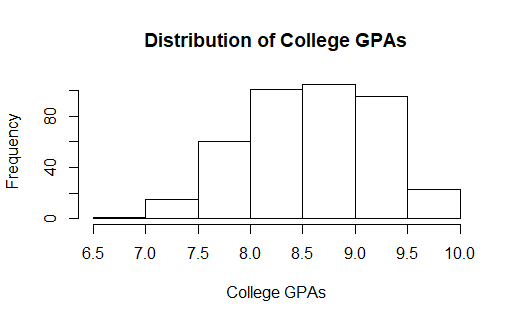 Distribution of College GPAs
Frequency
80
40
0
6.5 7.0 7.5 8.0 8.5 9.0 9.5 10.0
College GPAs